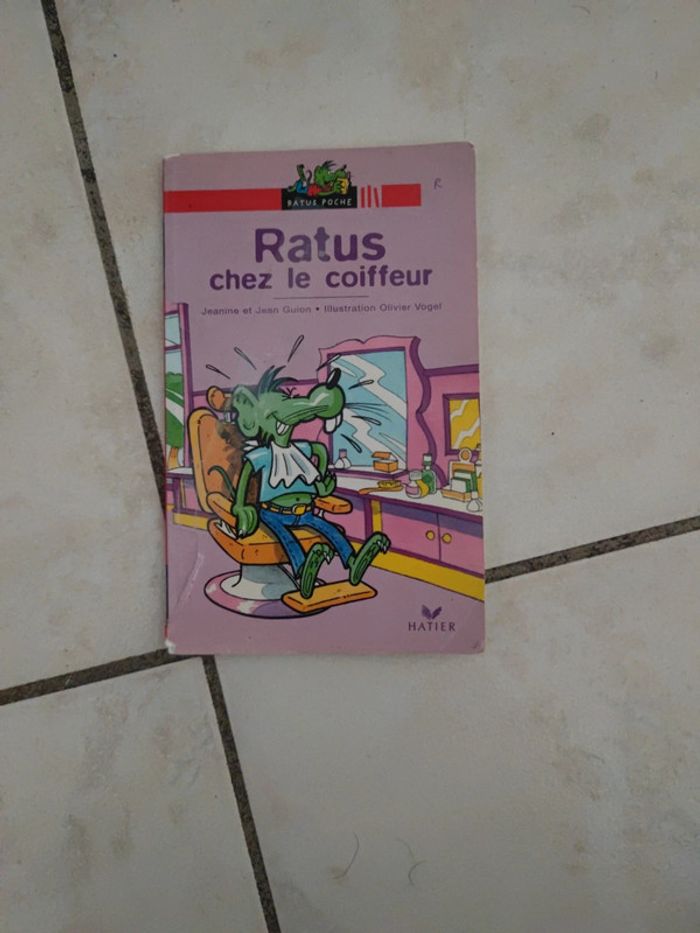 RATUS POCHE
R
Ratus
chez le coiffeur
Jeanine et Jean Guion • Illustration Olivier Vogel
HATIER